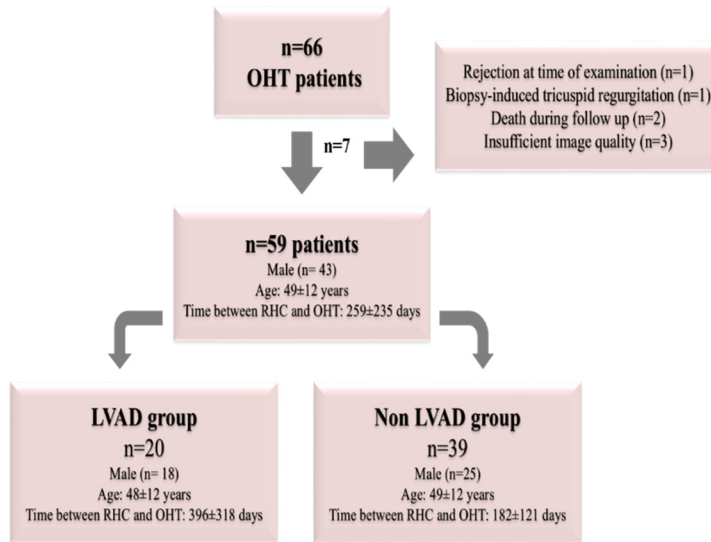 n=66
OHT patients
Rejection at time of examination (n=1)
Biopsy-induced tricuspid regurgitation (n=1)
Death during follow up (n=2)
Insufficient image quality (n=3)
n=7
n=59 patients
Male (n= 43)
Age: 49±12 years
Time between RHC and OHT: 259±235 days
LVAD group
n=20
Male (n= 18)
Age: 48±12 years
Time between RHC and OHT: 396±318 days
Non LVAD group
n=39
Male (n=25)
Age: 49±12 years
Time between RHC and OHT: 182±121 days